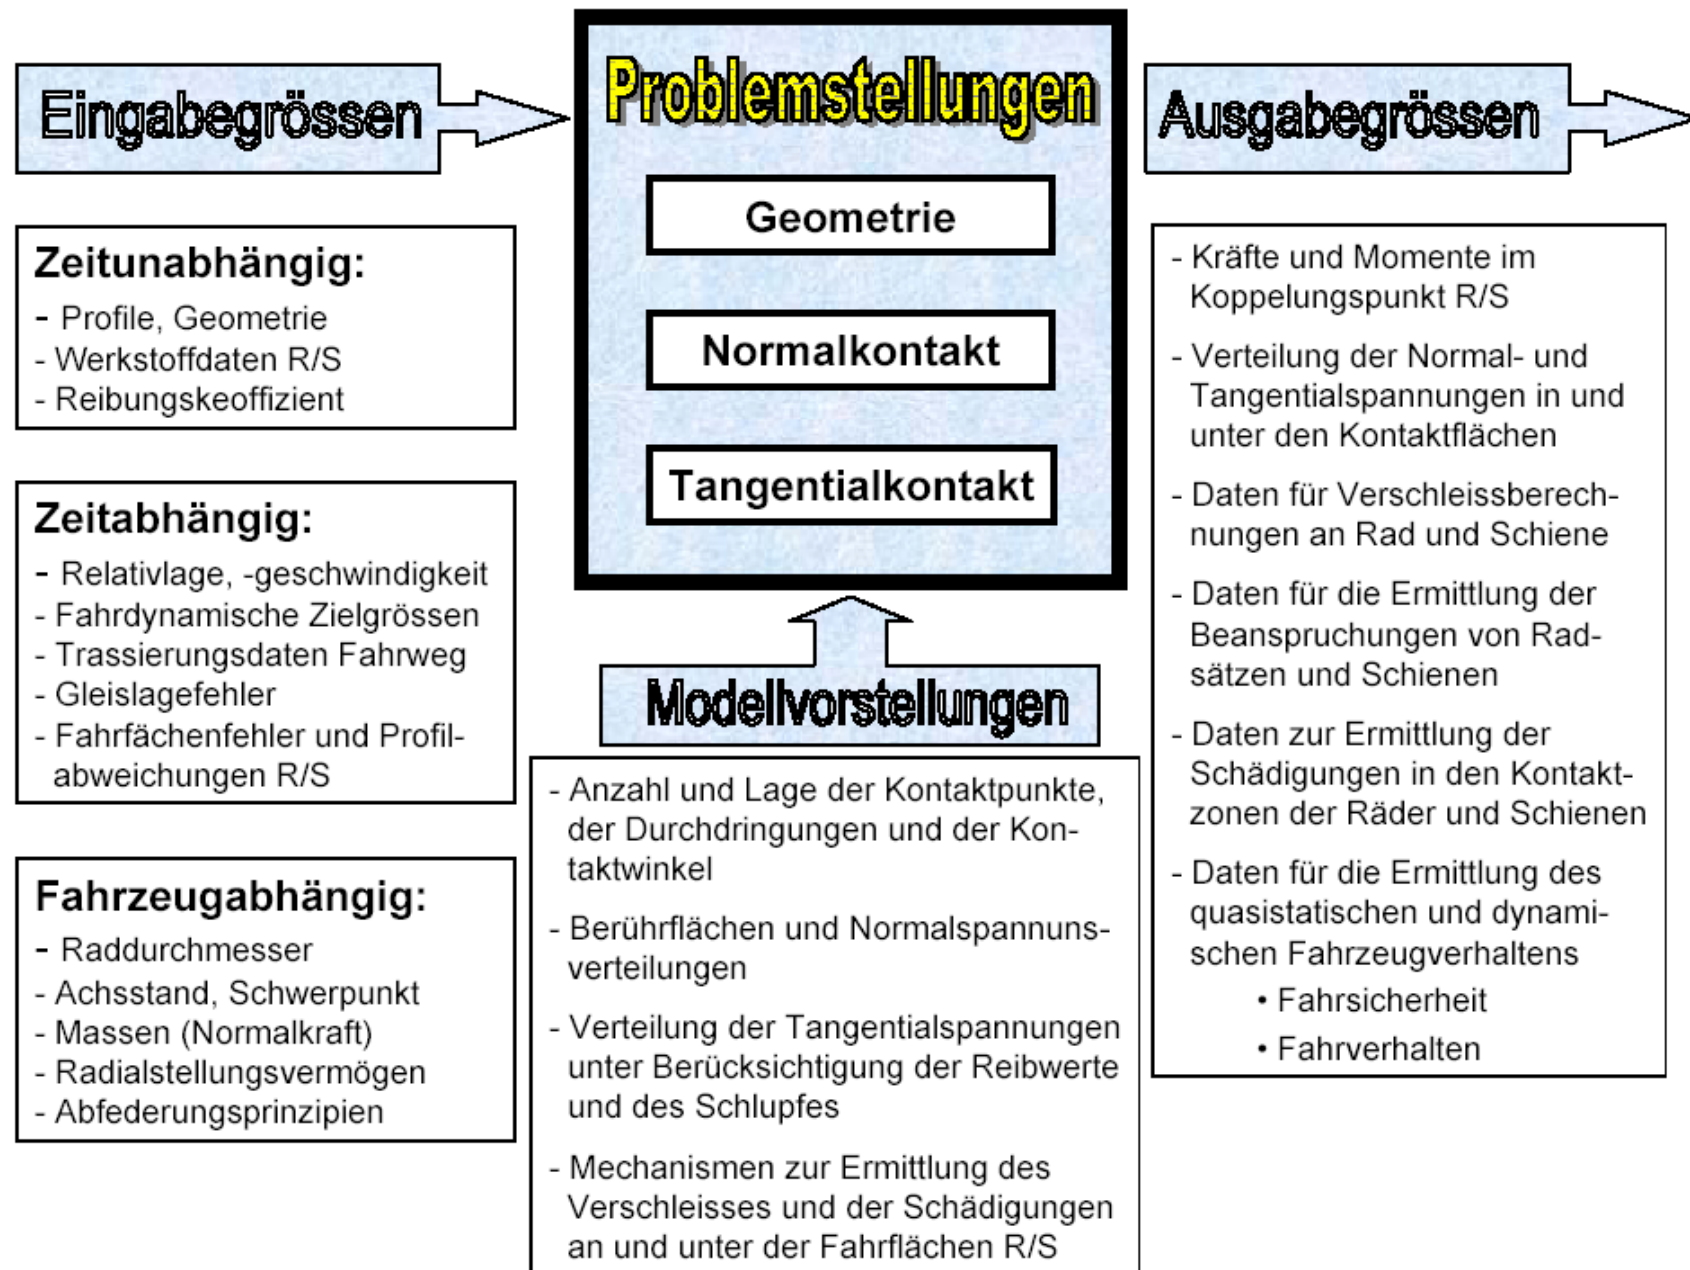 Eingabegrössen
Zeitunabhängig:
- Profile, Geometrie
- Werkstoffdaten R/S
- Reibungskeoffizient
Zeitabhängig:
- Relativlage, -geschwindigkeit
- Fahrdynamische Zielgrössen
- Trassierungsdaten Fahrweg
- Gleislagefehler
- Fahrfächenfehler und Profil-
abweichungen R/S
Fahrzeugabhängig:
- Raddurchmesser
- Achsstand, Schwerpunkt
- Massen (Normalkraft)
- Radialstellungsvermögen
- Abfederungsprinzipien
Problemstellungen
Geometrie
Normalkontakt
Tangentialkontakt
Modellvorstellungen
- Anzahl und Lage der Kontaktpunkte,
der Durchdringungen und der Kon-
taktwinkel
- Berührflächen und Normalspannuns-
verteilungen
- Verteilung der Tangentialspannungen
unter Berücksichtigung der Reibwerte
und des Schlupfes
- Mechanismen zur Ermittlung des
Verschleisses und der Schädigungen
an und unter der Fahrflächen R/S
Ausgabegrössen
- Kräfte und Momente im
Koppelungspunkt R/S
- Verteilung der Normal- und
Tangentialspannungen in und
unter den Kontaktflächen
- Daten für Verschleissberech-
nungen an Rad und Schiene
- Daten für die Ermittlung der
Beanspruchungen von Rad-
sätzen und Schienen
- Daten zur Ermittlung der
Schädigungen in den Kontakt-
zonen der Räder und Schienen
- Daten für die Ermittlung des
quasistatischen und dynami-
schen Fahrzeugverhaltens
• Fahrsicherheit
• Fahrverhalten